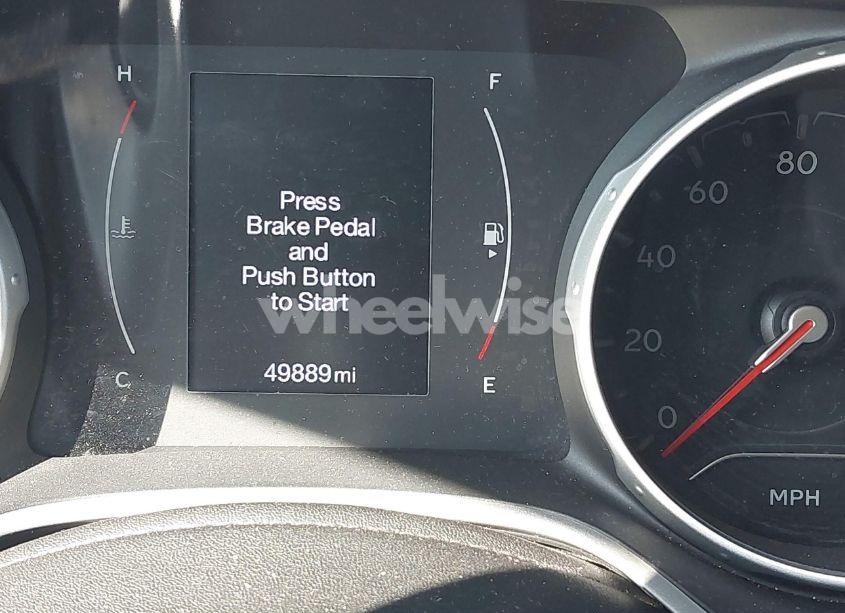 H
F
80
60
Press
Brake Pedal
and
Push Button
to Start
40
wheelwise
20
49889 mi
C
E
0
MPH